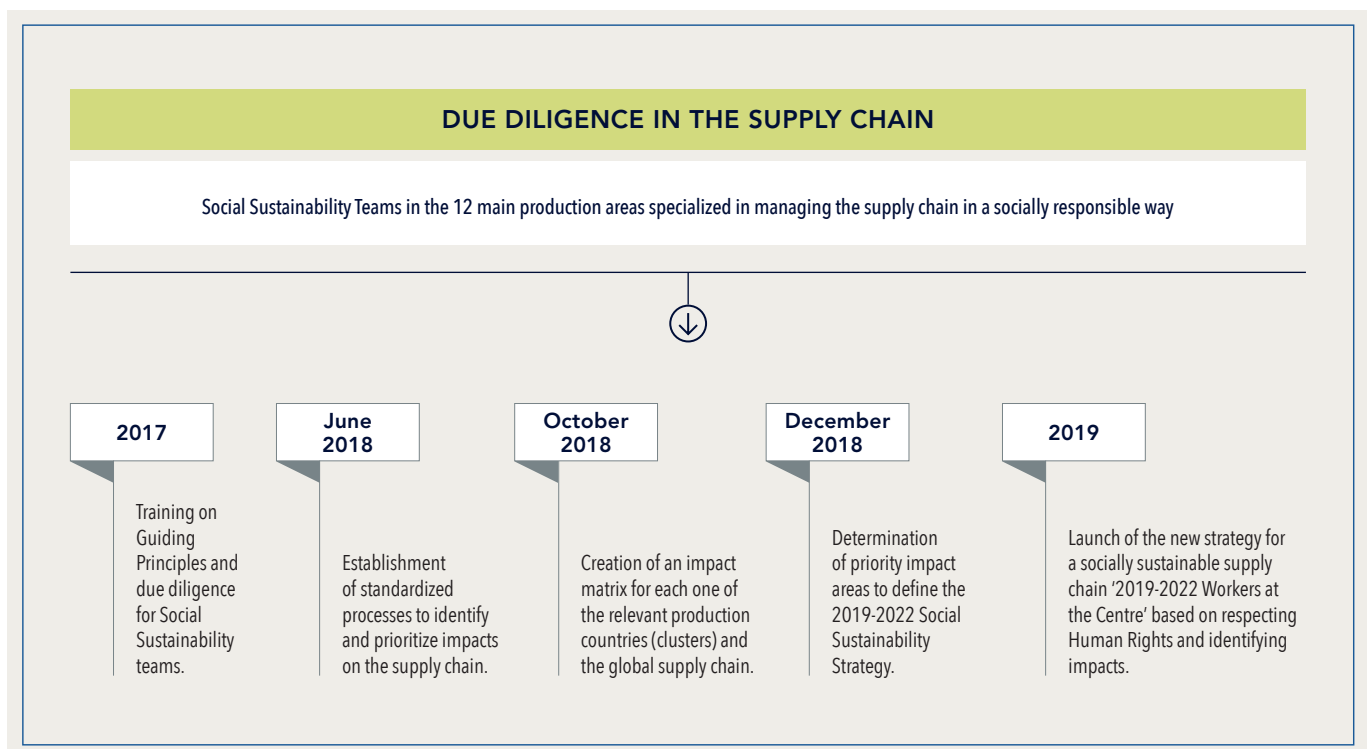 DUE DILIGENCE IN THE SUPPLY CHAIN
Social Sustainability Teams in the 12 main production areas specialized in managing the supply chain in a socially responsible way
2017
Training on
Guiding
Principles and
due diligence
for Social
Sustainability
teams.
June
2018
Establishment
of standardized
processes to identify
and prioritize impacts
on the supply chain.
October
2018
Creation of an impact
matrix for each one of
the relevant production
countries (clusters) and
the global supply chain.
December
2018
Determination
of priority impact
areas to define the
2019-2022 Social
Sustainability
Strategy.
2019
Launch of the new strategy for
a socially sustainable supply
chain ‘2019-2022 Workers at
the Centre’ based on respecting
Human Rights and identifying
impacts.